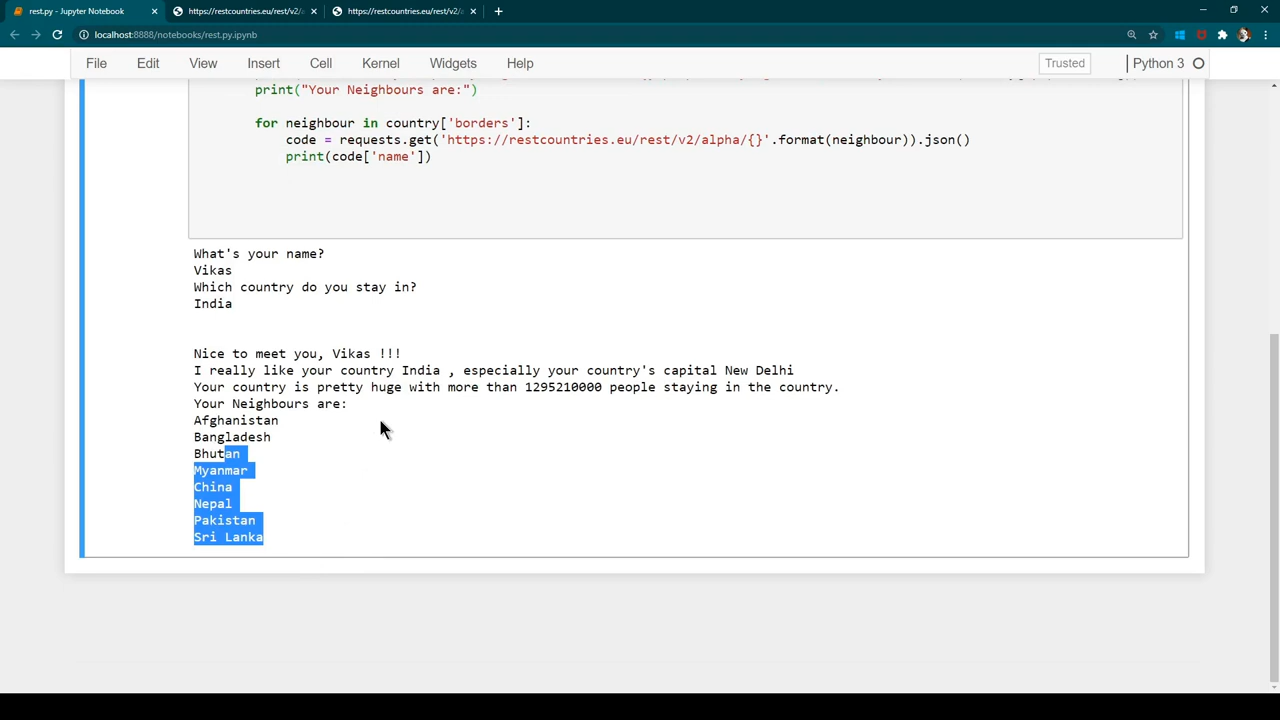 rest.py - Jupyter Notebook
https://restcountries.eu/rest/v2/a
https://restcountries.eu/rest/v2/a
localhost:8888/notebooks/rest.py.ipynb
File Edit View Insert Cell Kernel Widgets Help Trusted Python 3
print("Your Neighbours are:")
for neighbour in country['borders']:
code = requests.get('https://restcountries.eu/rest/v2/alpha/{}'.format(neighbour)).json()
print(code['name'])
What's your name?
Vikas
Which country do you stay in?
India
Nice to meet you, Vikas !!!
I really like your country India , especially your country's capital New Delhi
Your country is pretty huge with more than 1295210000 people staying in the country.
Your Neighbours are:
Afghanistan
Bangladesh
Bhutan
Myanmar
China
Nepal
Pakistan
Sri Lanka